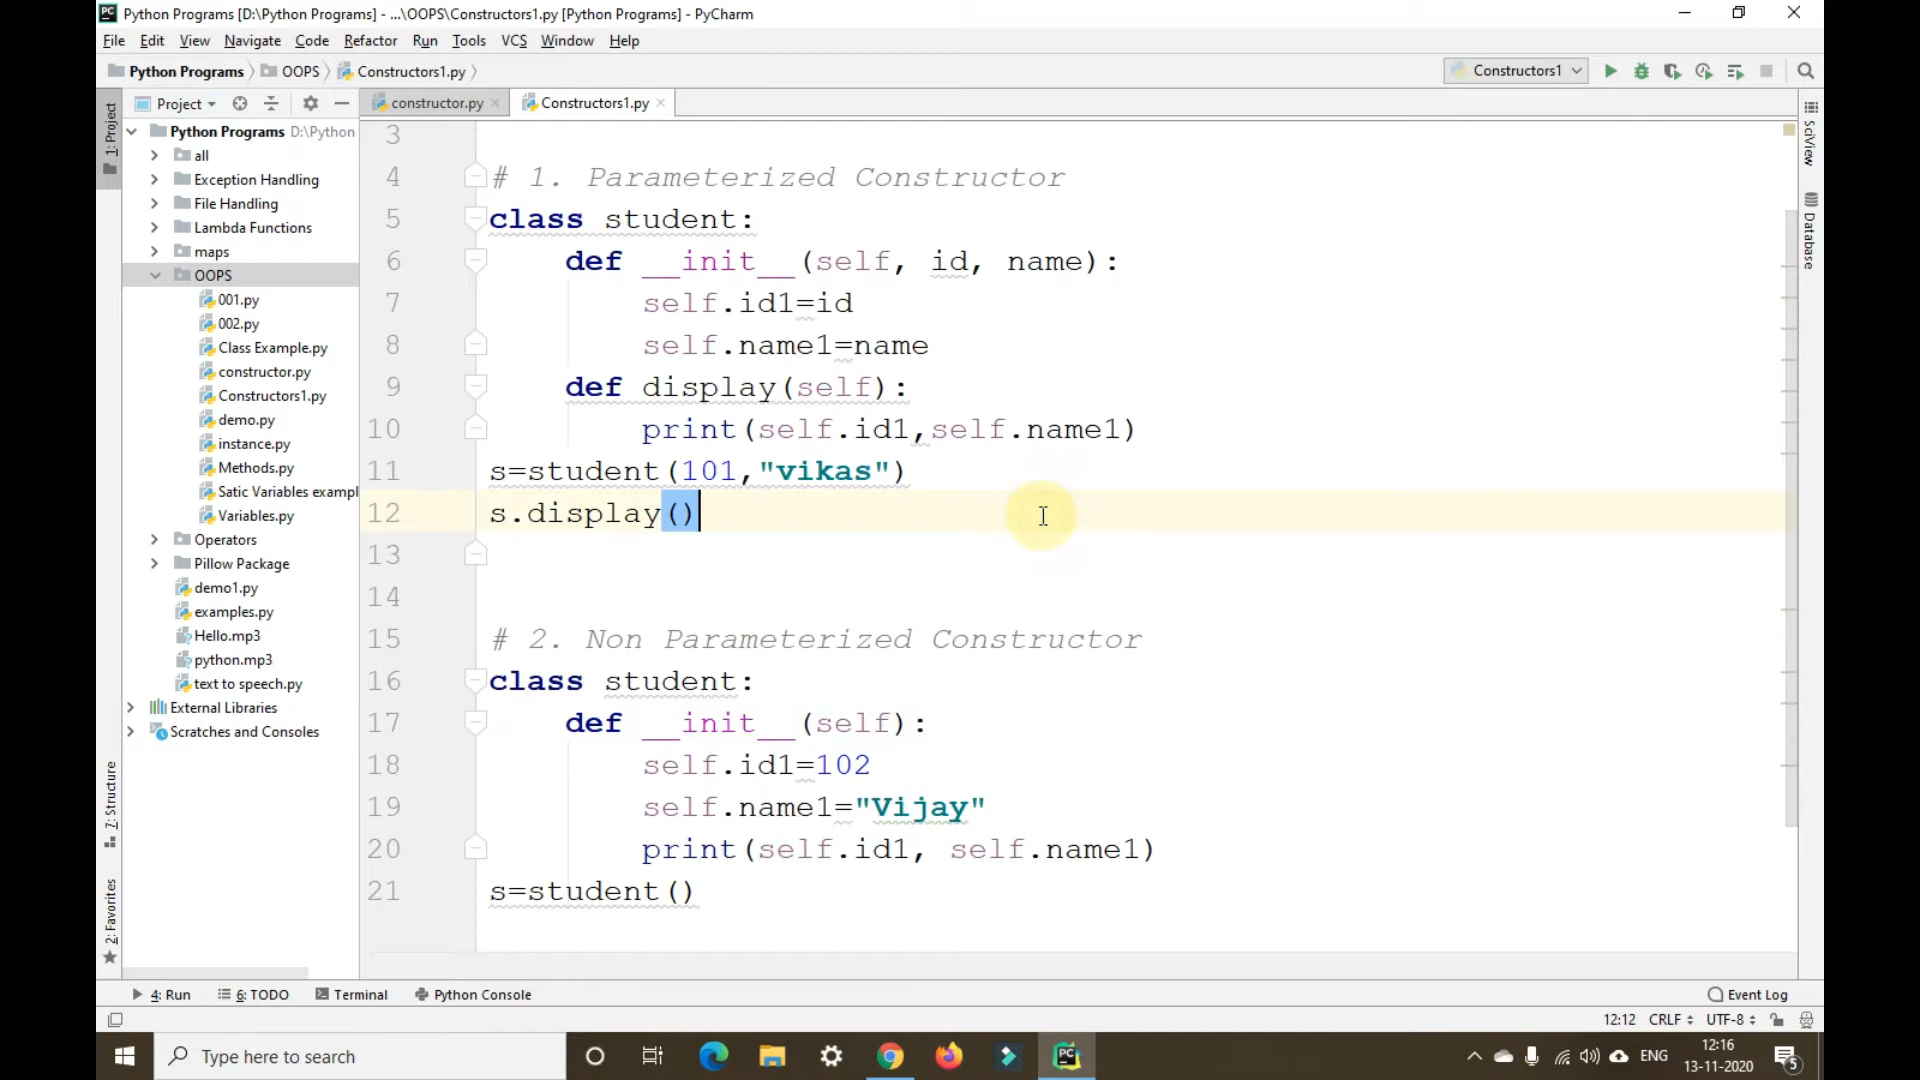 Python Programs [D:\Python Programs] - ...\OOPS\Constructors1.py [Python Programs] - PyCharm
File Edit View Navigate Code Refactor Run Tools VCS Window Help
Python Programs OOPS Constructors1.py Constructors1
Project constructor.py Constructors1.py
1: Project
Python Programs D:\Python
all
Exception Handling
File Handling
Lambda Functions
maps
OOPS
001.py
002.py
Class Example.py
constructor.py
Constructors1.py
demo.py
instance.py
Methods.py
Satic Variables exampl
Variables.py
Operators
Pillow Package
demo1.py
examples.py
Hello.mp3
python.mp3
text to speech.py
External Libraries
Scratches and Consoles
7: Structure
2: Favorites
3
4 # 1. Parameterized Constructor
5 class student:
6 def __init__(self, id, name):
7 self.id1=id
8 self.name1=name
9 def display(self):
10 print(self.id1,self.name1)
11 s=student(101,"vikas")
12 s.display()
13
14
15 # 2. Non Parameterized Constructor
16 class student:
17 def __init__(self):
18 self.id1=102
19 self.name1="Vijay"
20 print(self.id1, self.name1)
21 s=student()
SciView
Database
4: Run 6: TODO Terminal Python Console Event Log
12:12 CRLF UTF-8
Type here to search
PC
ENG
12:16
13-11-2020
5